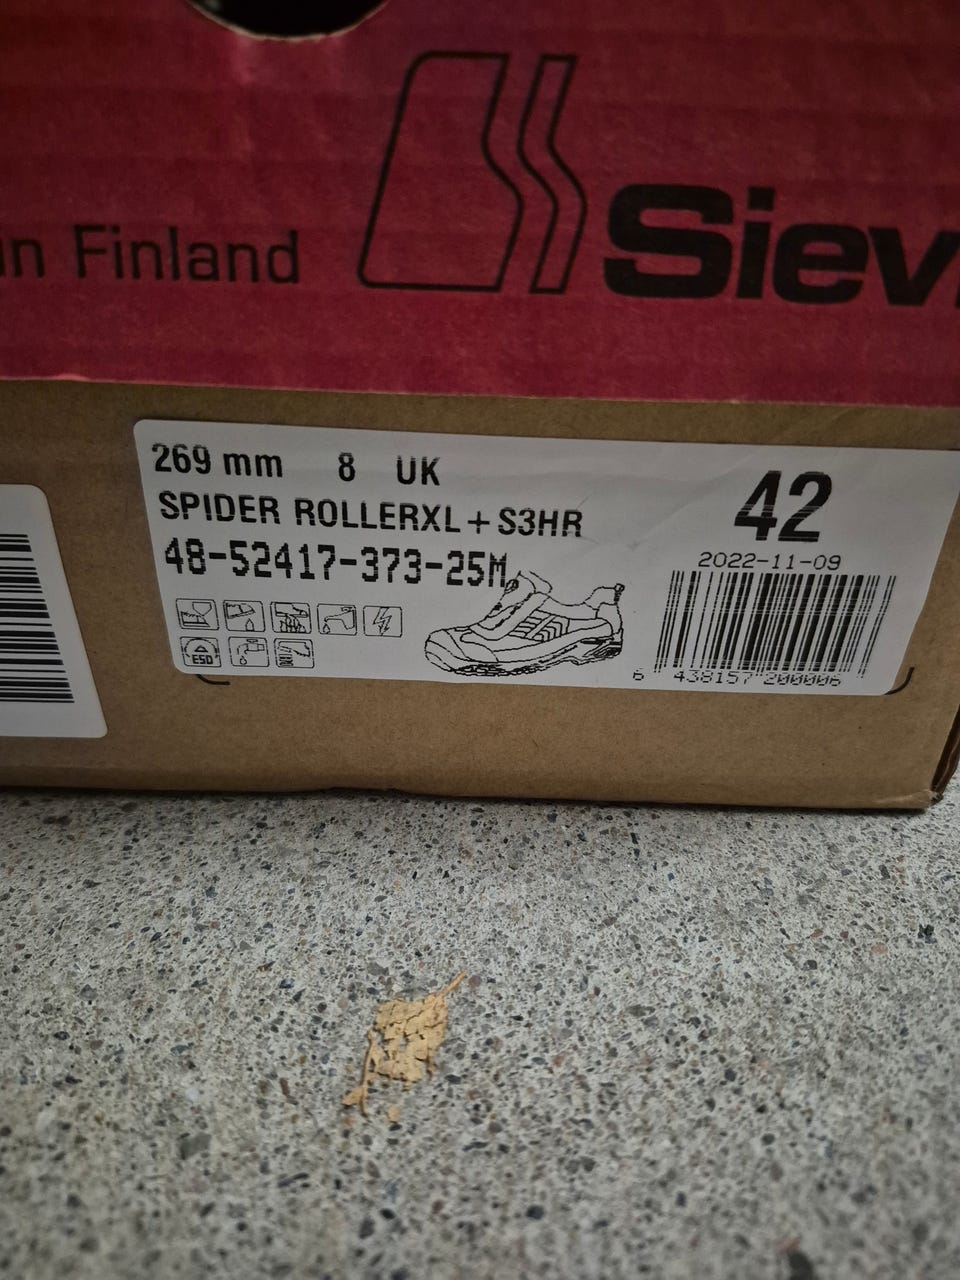 in Finland
Siev
269 mm 8 UK
SPIDER ROLLERXL+ S3HR
42
48-52417-373-25M
2022-11-09
ESD
6 438157 200006